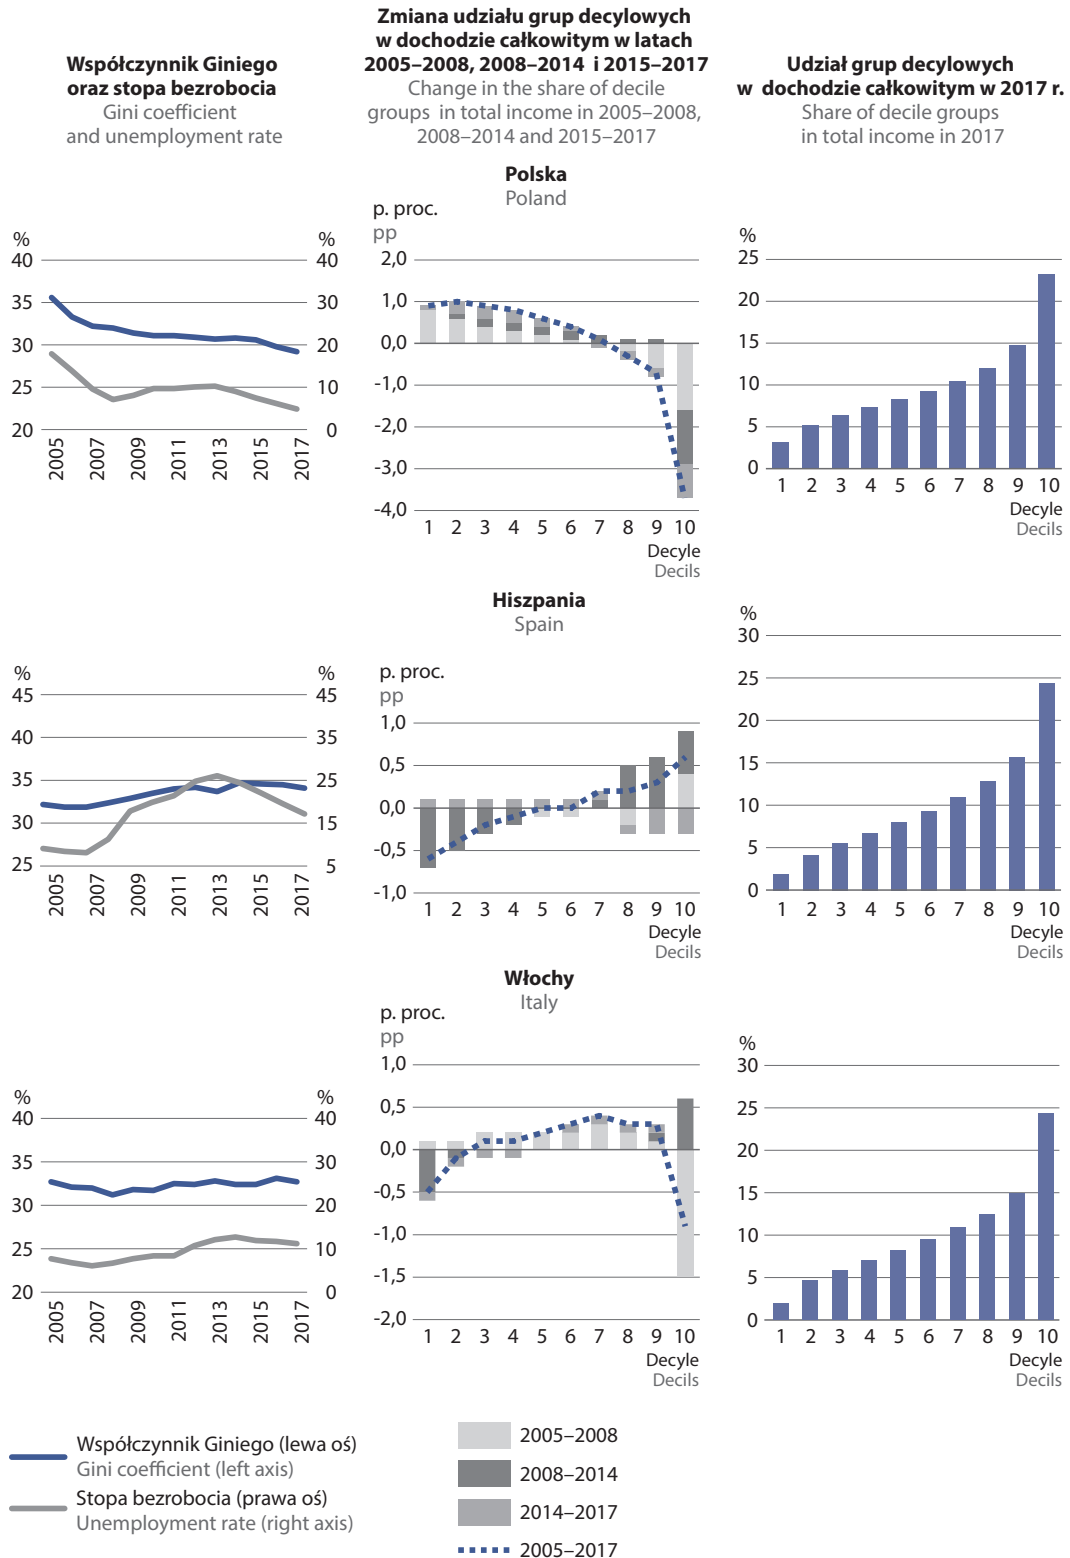 Współczynnik Giniego
oraz stopa bezrobocia
Gini coefficient
and unemployment rate
Zmiana udziału grup decylowych
w dochodzie całkowitym w latach
2005–2008, 2008–2014 i 2015–2017
Change in the share of decile
groups in total income in 2005–2008,
2008–2014 and 2015–2017
Udział grup decylowych
w dochodzie całkowitym w 2017 r.
Share of decile groups
in total income in 2017
Polska
Poland
% %
40 40
35 30
30 20
25 10
20 0
2005 2007 2009 2011 2013 2015 2017
p. proc.
pp
2,0
1,0
0,0
-1,0
-2,0
-3,0
-4,0
1 2 3 4 5 6 7 8 9 10
Decyle
Decils
%
25
20
15
10
5
0
1 2 3 4 5 6 7 8 9 10
Decyle
Decils
Hiszpania
Spain
% %
45 45
40 35
35 25
30 15
25 5
2005 2007 2009 2011 2013 2015 2017
p. proc.
pp
1,0
0,5
0,0
-0,5
-1,0
1 2 3 4 5 6 7 8 9 10
Decyle
Decils
%
30
25
20
15
10
5
0
1 2 3 4 5 6 7 8 9 10
Decyle
Decils
Włochy
Italy
% %
40 40
35 30
30 20
25 10
20 0
2005 2007 2009 2011 2013 2015 2017
p. proc.
pp
1,0
0,5
0,0
-0,5
-1,0
-1,5
-2,0
1 2 3 4 5 6 7 8 9 10
Decyle
Decils
%
30
25
20
15
10
5
0
1 2 3 4 5 6 7 8 9 10
Decyle
Decils
Współczynnik Giniego (lewa oś)
Gini coefficient (left axis)
Stopa bezrobocia (prawa oś)
Unemployment rate (right axis)
2005–2008
2008–2014
2014–2017
2005–2017